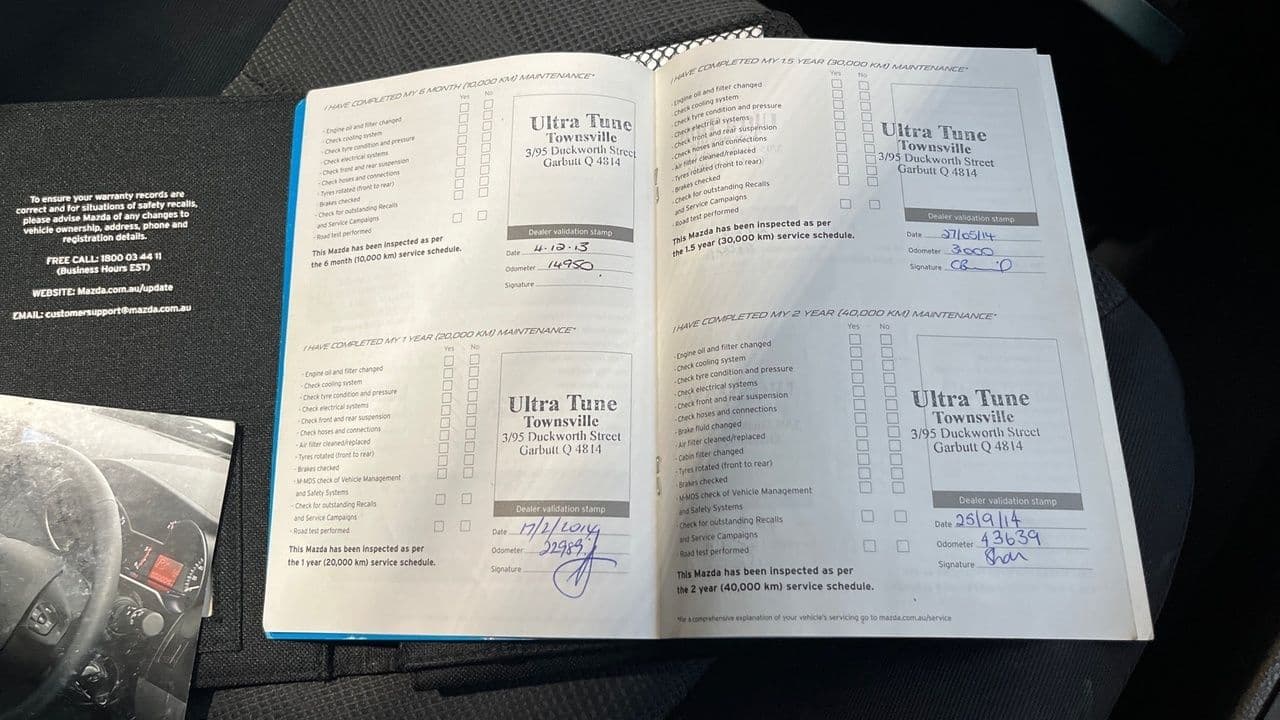 To ensure your warranty records are
correct and for situations of safety recalls,
please advise Mazda of any changes to
vehicle ownership, address, phone and
registration details.
FREE CALL: 1800 03 44 11
(Business Hours EST)
WEBSITE: Mazda.com.au/update
EMAIL: customersupport@mazda.com.au
I HAVE COMPLETED MY 6 MONTH (10,000 KM) MAINTENANCE*
Yes No
- Engine oil and filter changed
- Check cooling system
- Check tyre condition and pressure
- Check electrical systems
- Check front and rear suspension
- Check hoses and connections
- Tyres rotated (front to rear)
- Brakes checked
- Check for outstanding Recalls
and Service Campaigns
- Road test performed
This Mazda has been inspected as per
the 6 month (10,000 km) service schedule.
Ultra Tune
Townsville
3/95 Duckworth Street
Garbutt Q 4814
Dealer validation stamp
Date 4.12.13
Odometer 14950
Signature
I HAVE COMPLETED MY 1 YEAR (20,000 KM) MAINTENANCE*
Yes No
- Engine oil and filter changed
- Check cooling system
- Check tyre condition and pressure
- Check electrical systems
- Check front and rear suspension
- Check hoses and connections
- Air filter cleaned/replaced
- Tyres rotated (front to rear)
- Brakes checked
- M-MDS check of Vehicle Management
and Safety Systems
- Check for outstanding Recalls
and Service Campaigns
- Road test performed
This Mazda has been inspected as per
the 1 year (20,000 km) service schedule.
Ultra Tune
Townsville
3/95 Duckworth Street
Garbutt Q 4814
Dealer validation stamp
Date 17/2/2014
Odometer 22989
Signature
I HAVE COMPLETED MY 1.5 YEAR (30,000 KM) MAINTENANCE*
Yes No
- Engine oil and filter changed
- Check cooling system
- Check tyre condition and pressure
- Check electrical systems
- Check front and rear suspension
- Check hoses and connections
- Air filter cleaned/replaced
- Tyres rotated (front to rear)
- Brakes checked
- Check for outstanding Recalls
and Service Campaigns
- Road test performed
This Mazda has been inspected as per
the 1.5 year (30,000 km) service schedule.
Ultra Tune
Townsville
3/95 Duckworth Street
Garbutt Q 4814
Dealer validation stamp
Date 27/05/14
Odometer 3,000
Signature
I HAVE COMPLETED MY 2 YEAR (40,000 KM) MAINTENANCE*
Yes No
- Engine oil and filter changed
- Check cooling system
- Check tyre condition and pressure
- Check electrical systems
- Check front and rear suspension
- Check hoses and connections
- Brake fluid changed
- Air filter cleaned/replaced
- Cabin filter changed
- Tyres rotated (front to rear)
- Brakes checked
- M-MDS check of Vehicle Management
and Safety Systems
- Check for outstanding Recalls
and Service Campaigns
- Road test performed
This Mazda has been inspected as per
the 2 year (40,000 km) service schedule.
Ultra Tune
Townsville
3/95 Duckworth Street
Garbutt Q 4814
Dealer validation stamp
Date 25/9/14
Odometer 43639
Signature Shan
*for a comprehensive explanation of your vehicle's servicing go to mazda.com.au/service